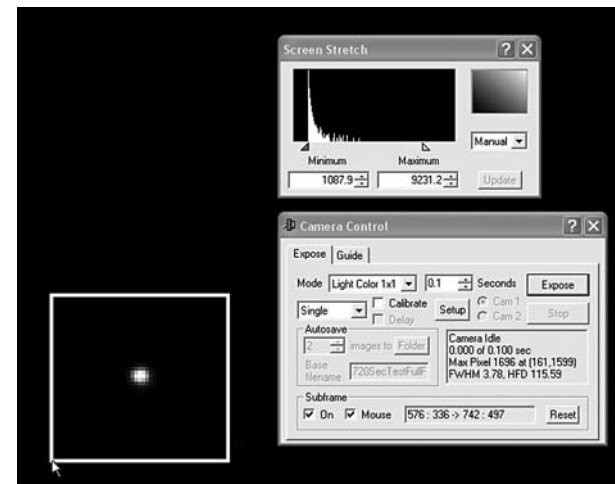 Screen Stretch
Manual
Minimum Maximum
1087.9 9231.2 Update
Camera Control
Expose Guide
Mode Light Color 1x1 0.1 Seconds Expose
Single Calibrate Setup Cam 1 Stop
Delay Cam 2
Autosave
2 images to Folder
Base filename 720SecTestFullF
Camera Idle
0.000 of 0.100 sec
Max Pixel 1696 at (161,1599)
FWHM 3.78, HFD 115.59
Subframe
On Mouse 576 : 336 -> 742 : 497 Reset